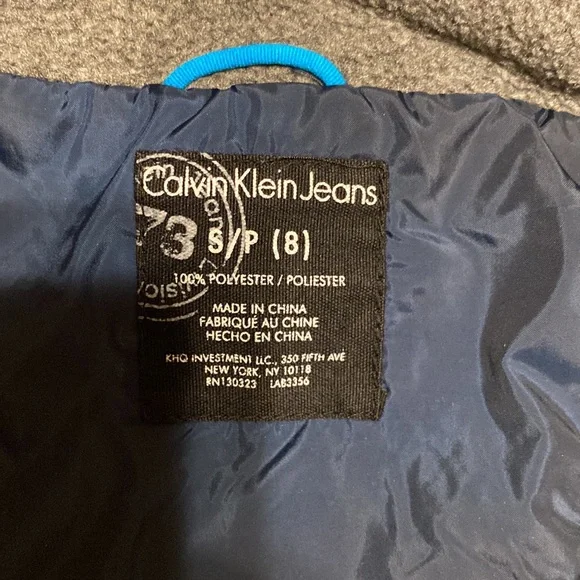 Calvin Klein Jeans
73
S/P (8)
100% POLYESTER / POLIESTER
MADE IN CHINA
FABRIQUÉ AU CHINE
HECHO EN CHINA
KHQ INVESTMENT LLC., 350 FIFTH AVE
NEW YORK, NY 10118
RN130323 LAB3356